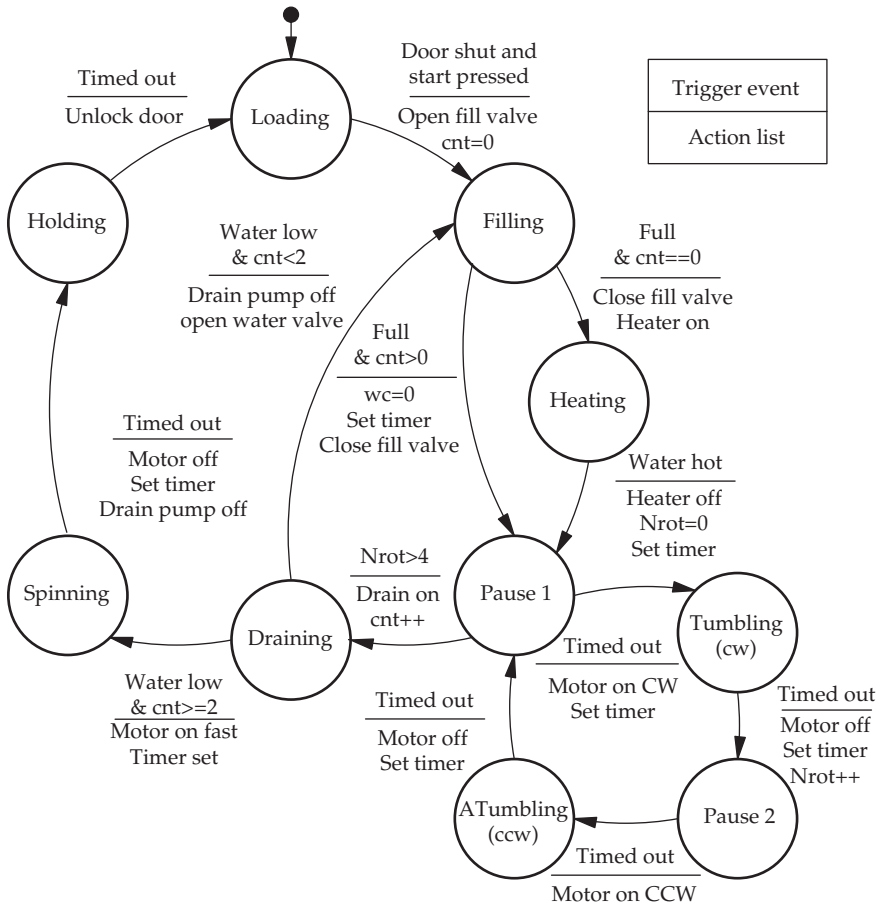 Timed out
Unlock door
Loading
Door shut and
start pressed
Open fill valve
cnt=0
Trigger event
Action list
Holding
Filling
Water low
& cnt<2
Drain pump off
open water valve
Full
& cnt==0
Close fill valve
Heater on
Full
& cnt>0
wc=0
Set timer
Close fill valve
Heating
Timed out
Motor off
Set timer
Drain pump off
Water hot
Heater off
Nrot=0
Set timer
Spinning
Draining
Nrot>4
Drain on
cnt++
Pause 1
Tumbling
(cw)
Timed out
Motor on CW
Set timer
Water low
& cnt>=2
Motor on fast
Timer set
Timed out
Motor off
Set timer
Timed out
Motor off
Set timer
Nrot++
ATumbling
(ccw)
Pause 2
Timed out
Motor on CCW